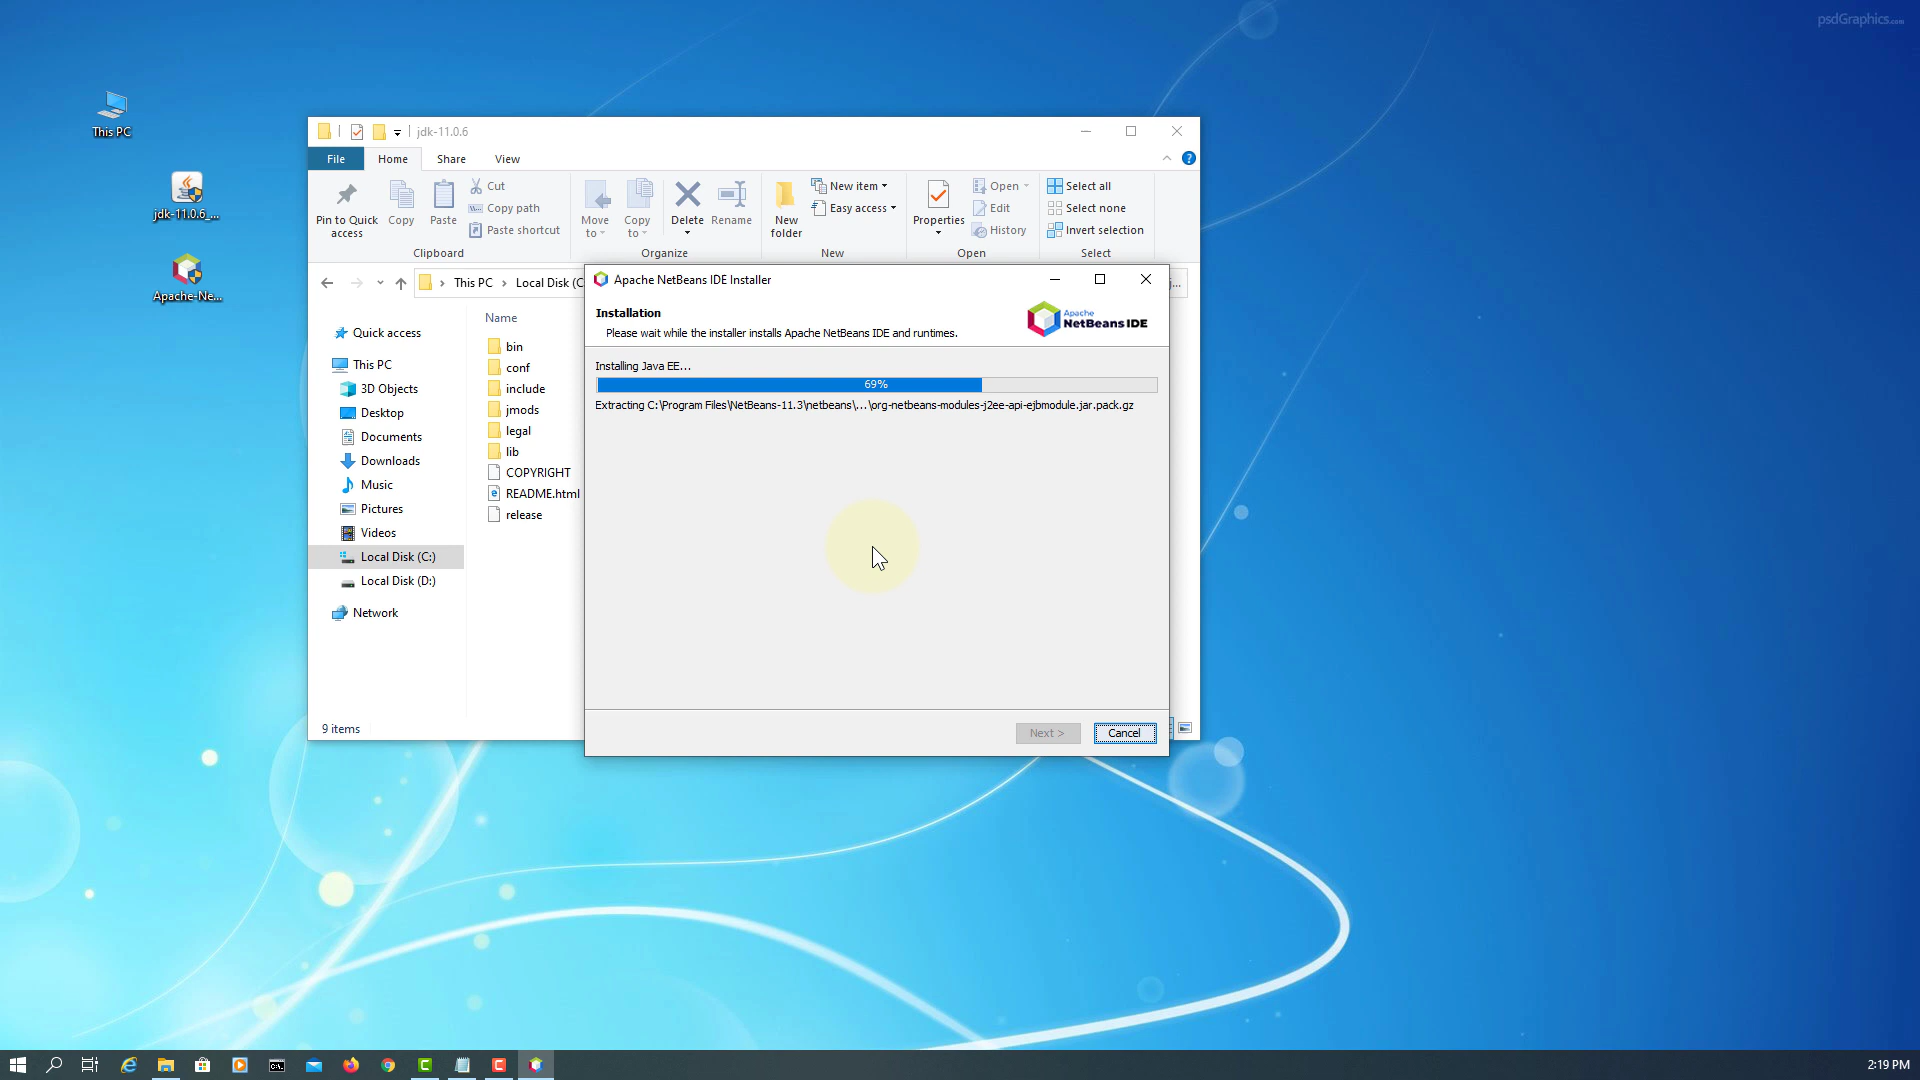 psdGraphics.com
This PC
jdk-11.0.6_...
Apache-Ne...
jdk-11.0.6
File
Home
Share
View
Pin to Quick access
Copy
Paste
Cut
Copy path
Paste shortcut
Clipboard
Move to
Copy to
Delete
Rename
Organize
New folder
New item
Easy access
New
Properties
Open
Edit
History
Open
Select all
Select none
Invert selection
Select
This PC
Local Disk (C
Quick access
This PC
3D Objects
Desktop
Documents
Downloads
Music
Pictures
Videos
Local Disk (C:)
Local Disk (D:)
Network
Name
bin
conf
include
jmods
legal
lib
COPYRIGHT
README.html
release
9 items
Apache NetBeans IDE Installer
Installation
Please wait while the installer installs Apache NetBeans IDE and runtimes.
Apache
NetBeans IDE
Installing Java EE...
69%
Extracting C:\Program Files\NetBeans-11.3\netbeans\...\org-netbeans-modules-j2ee-api-ejbmodule.jar.pack.gz
Next >
Cancel
2:19 PM